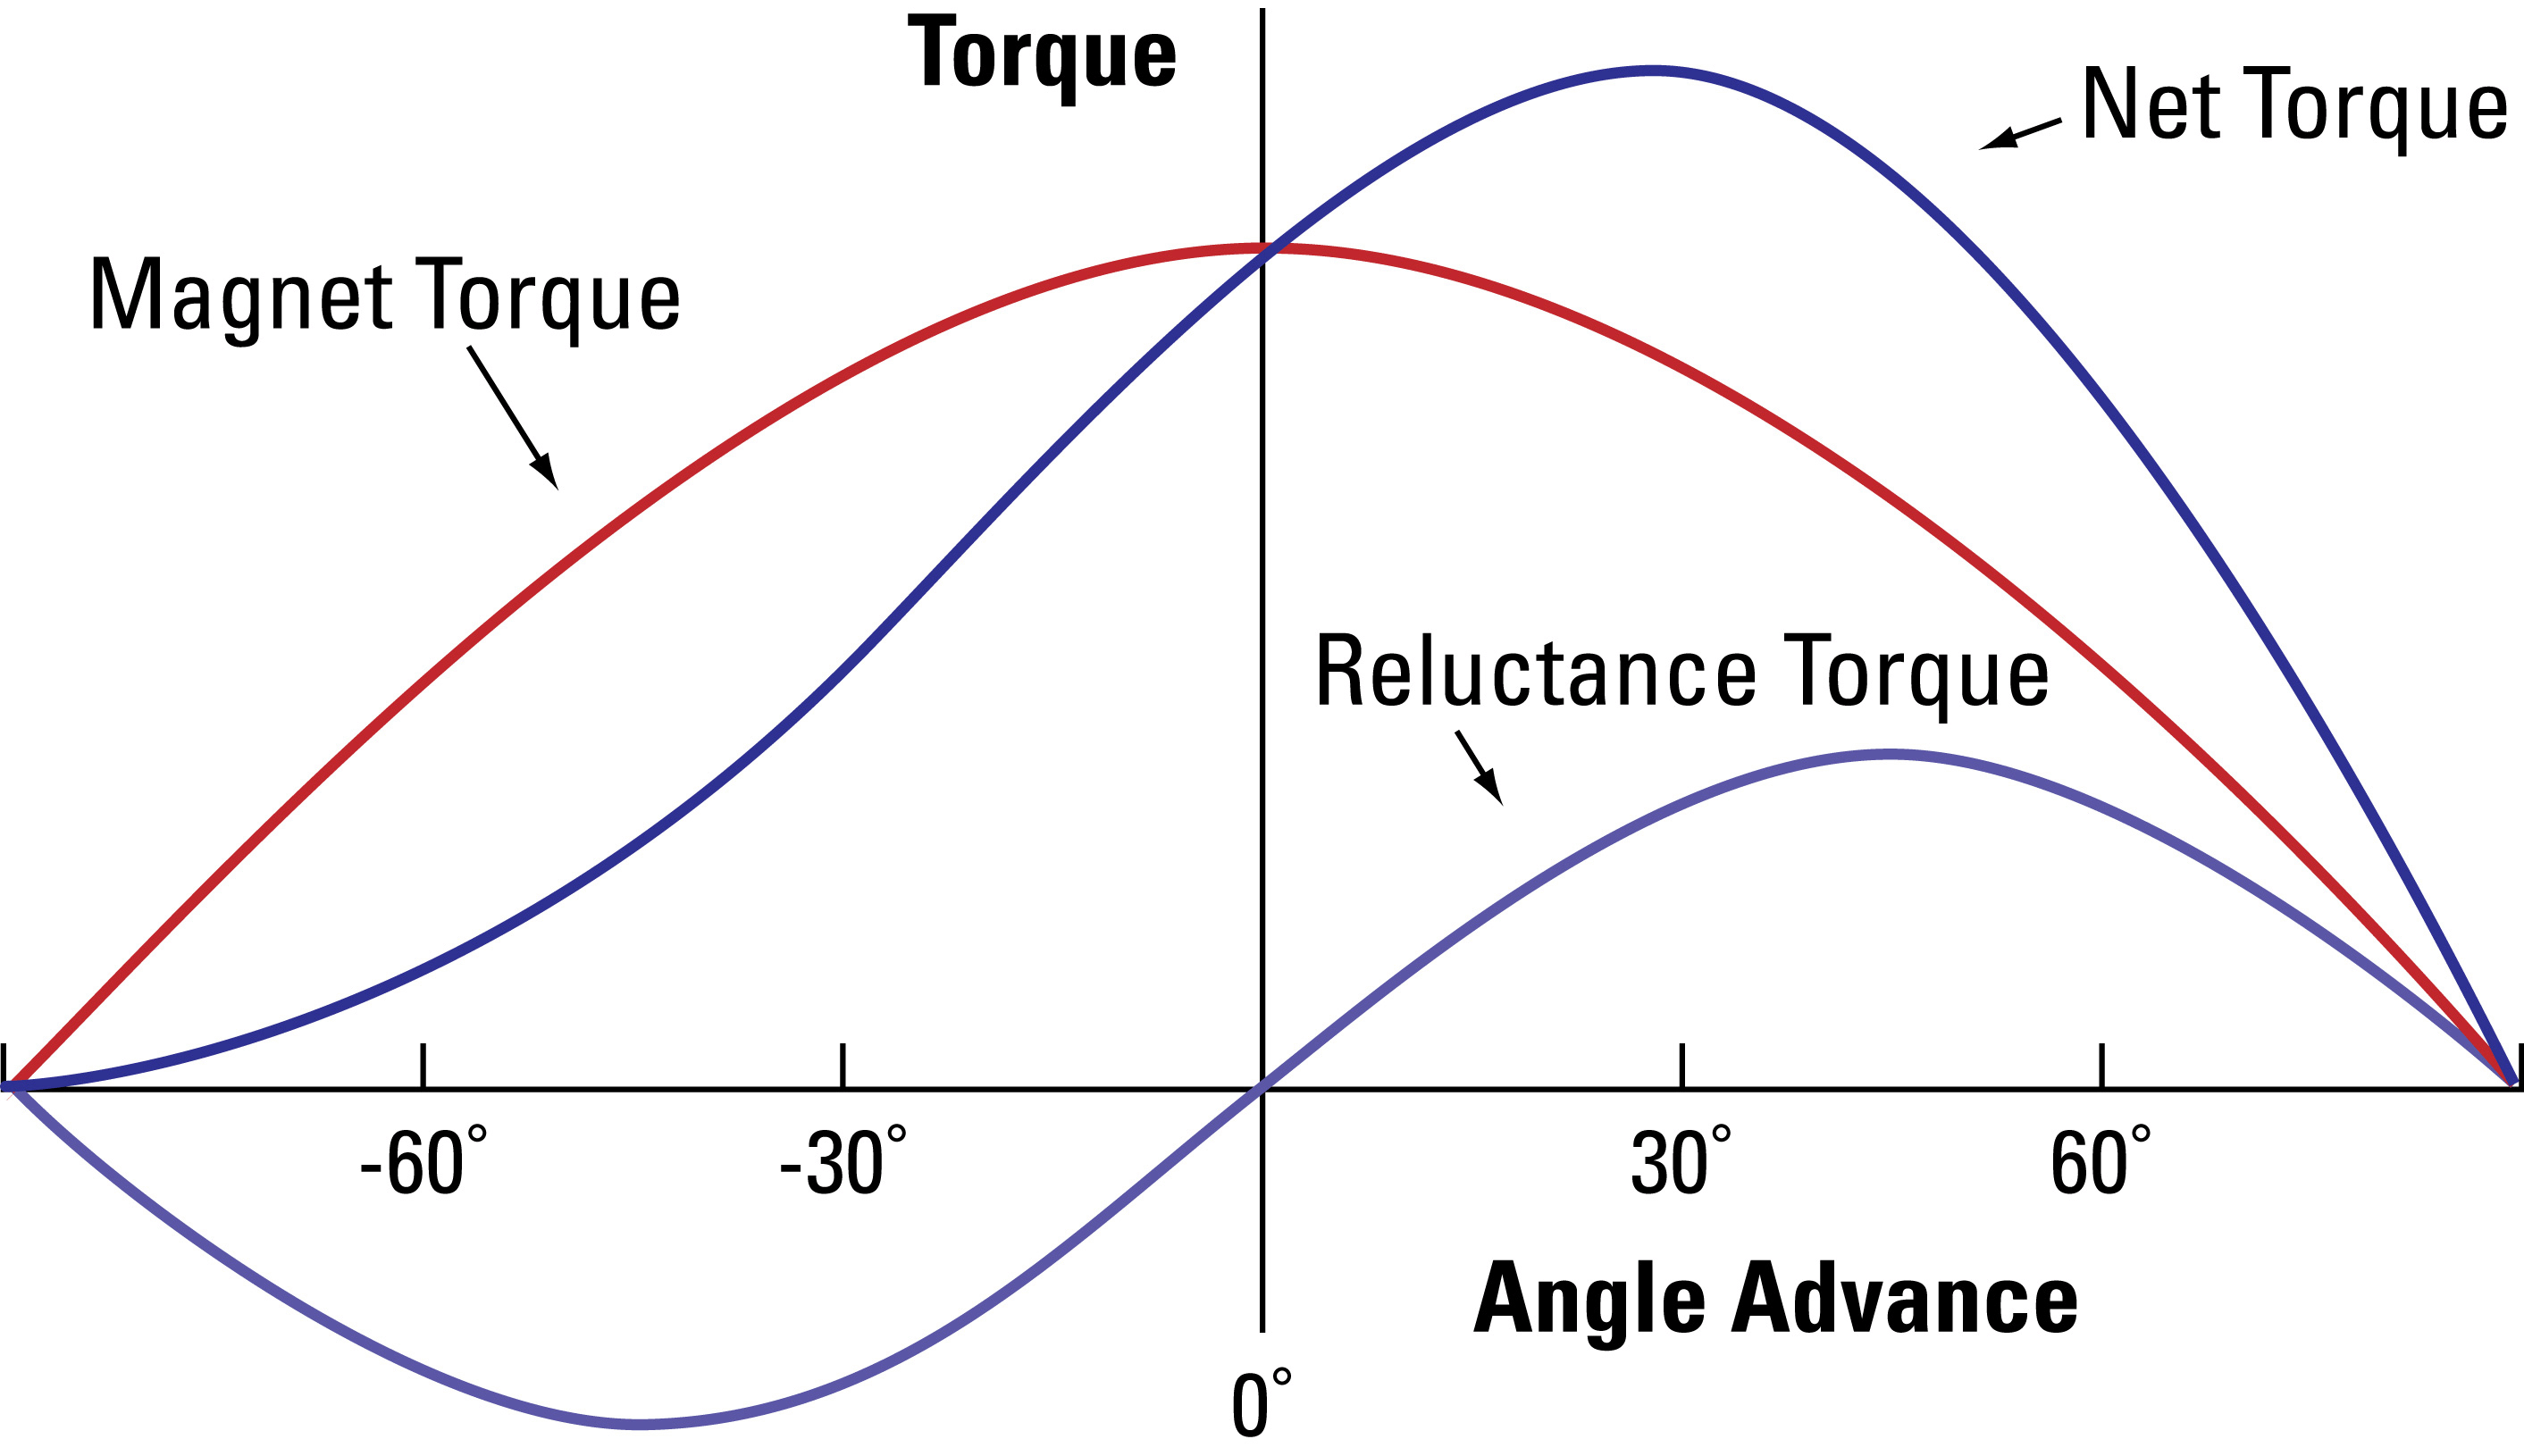 Torque
Net Torque
Magnet Torque
Reluctance Torque
-60°
-30°
30°
60°
Angle Advance
0°